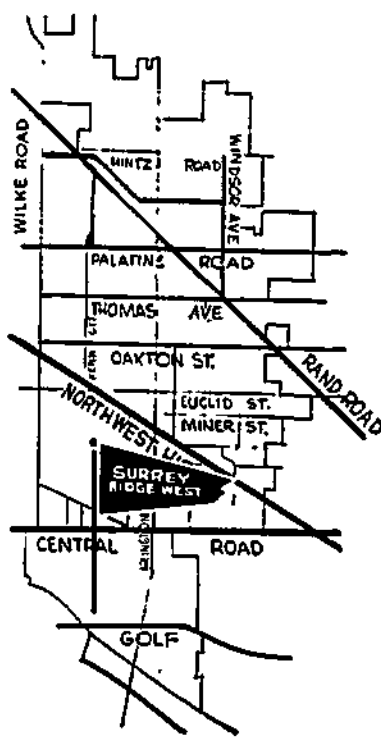 WILKE ROAD
HINTZ ROAD
WINDSOR AVE
PALATINE ROAD
THOMAS AVE
OAKTON ST.
RAND ROAD
EUCLID ST.
NORTHWEST
MINER ST.
SURREY
RIDGE WEST
CENTRAL ROAD
GOLF